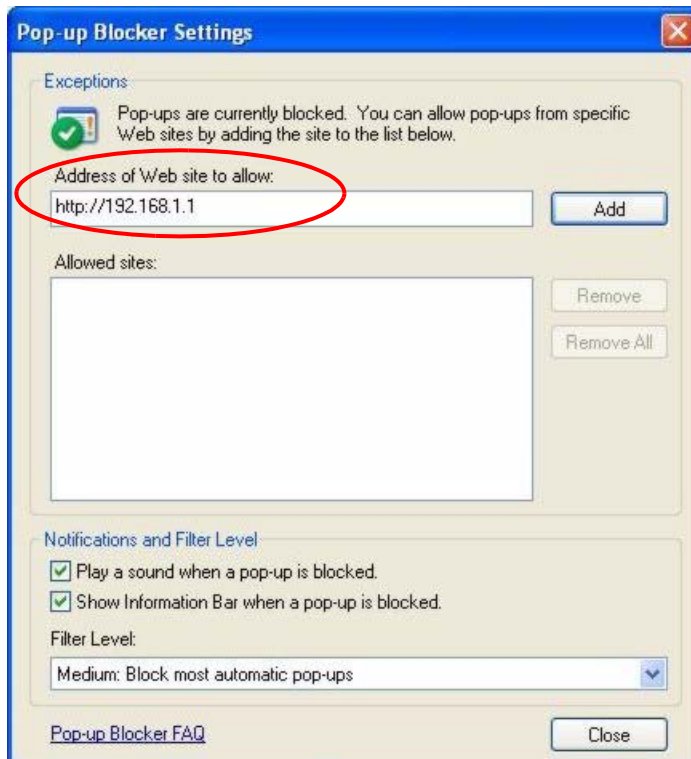 Pop-up Blocker Settings
Exceptions
Pop-ups are currently blocked. You can allow pop-ups from specific
Web sites by adding the site to the list below.
Address of Web site to allow:
http://192.168.1.1
Add
Allowed sites:
Remove
Remove All
Notifications and Filter Level
Play a sound when a pop-up is blocked.
Show Information Bar when a pop-up is blocked.
Filter Level:
Medium: Block most automatic pop-ups
Pop-up Blocker FAQ
Close